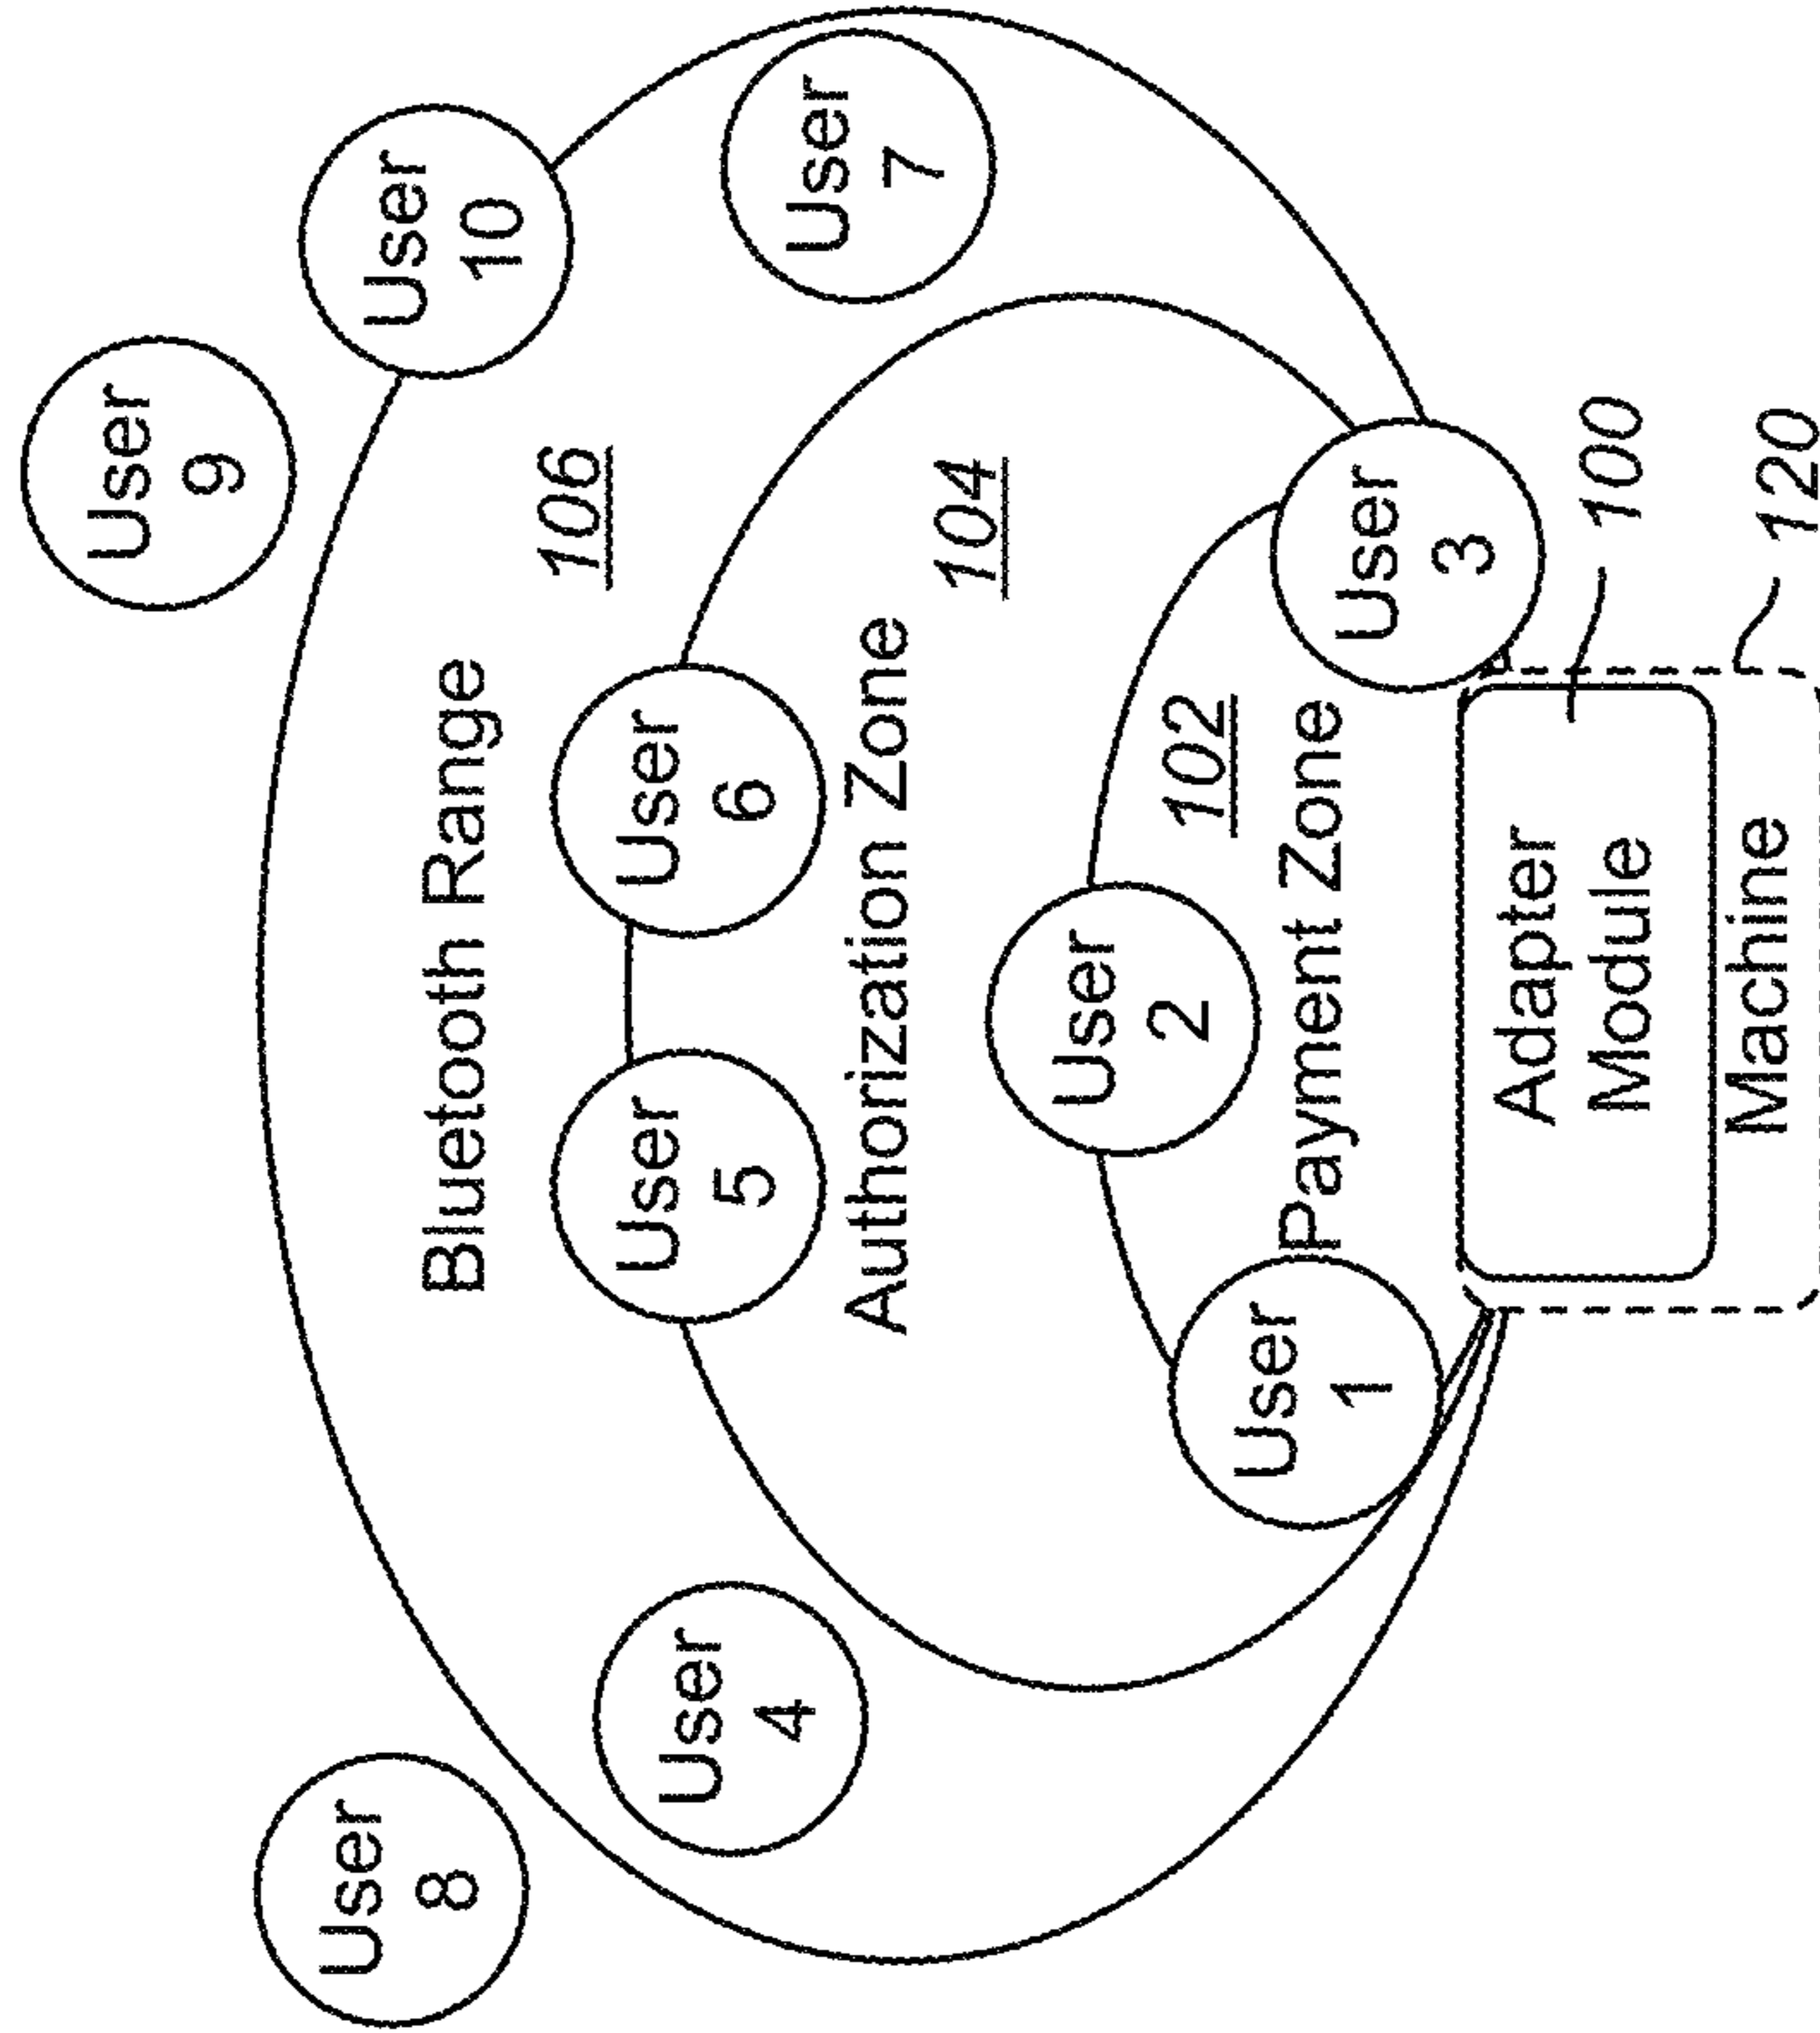 User
8
User
9
User
10
User
4
Bluetooth Range
106
User
7
User
5
User
6
Authorization Zone
104
User
2
User
1
102
Payment Zone
User
3
Adapter
Module
Machine
100
120